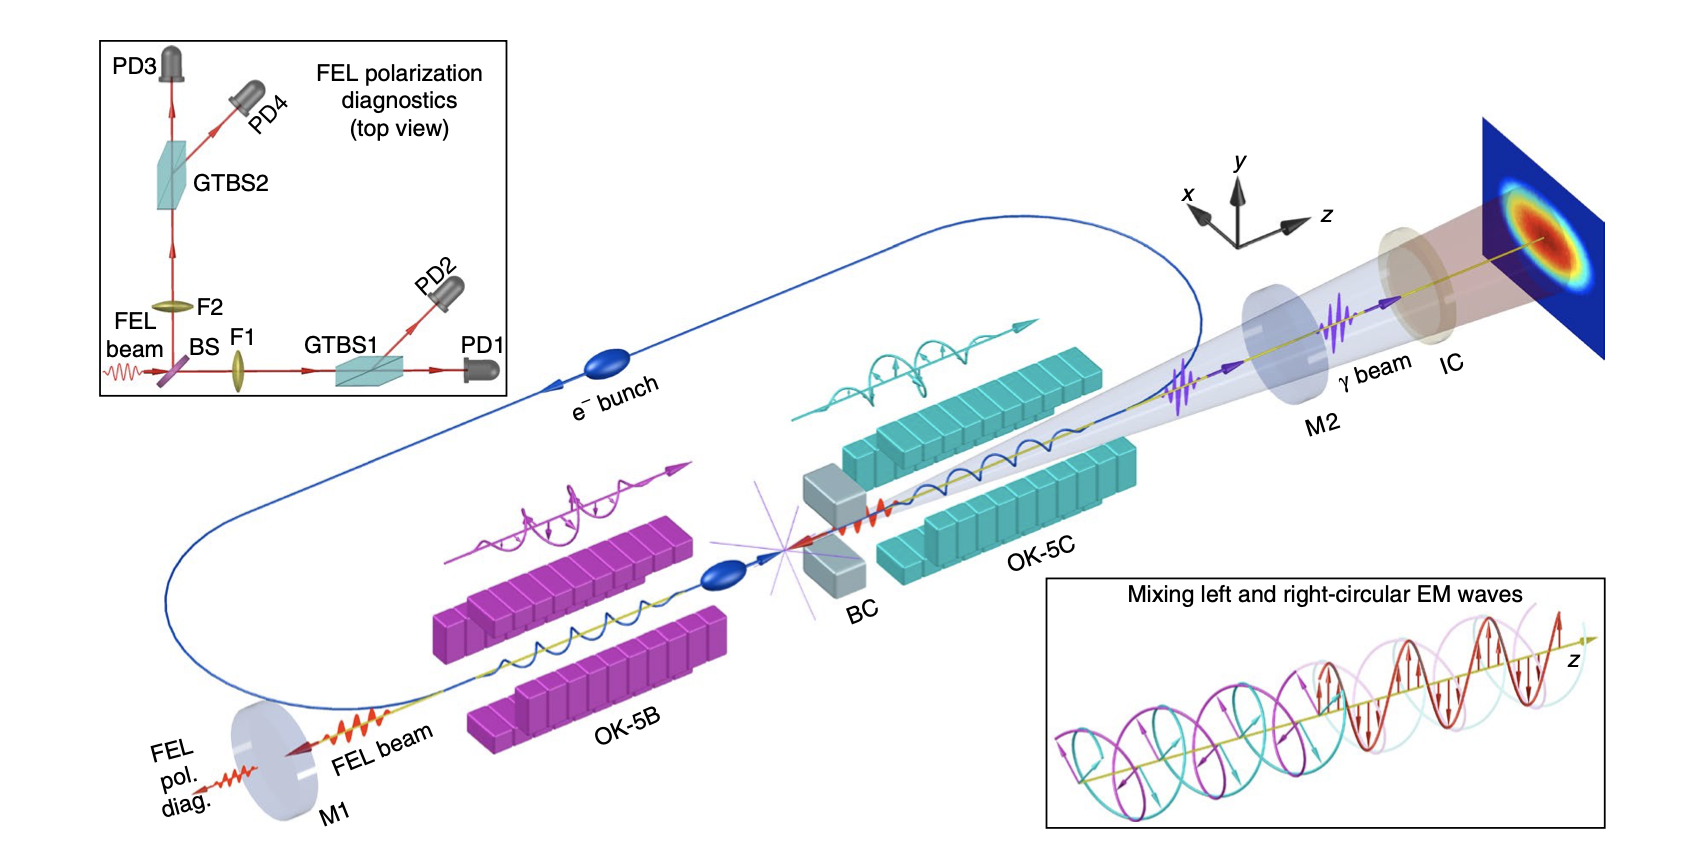 PD3
PD4
FEL polarization
diagnostics
(top view)
GTBS2
F2
FEL
beam
BS
F1
GTBS1
PD2
PD1
e⁻ bunch
y
x
z
γ beam
IC
M2
OK-5C
BC
OK-5B
FEL beam
FEL
pol.
diag.
M1
Mixing left and right-circular EM waves
z